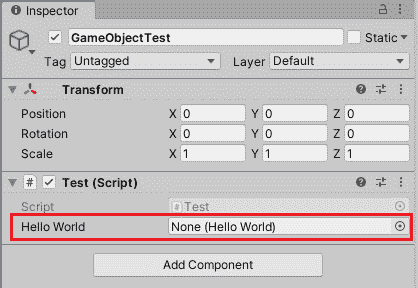 Inspector
GameObjectTest Static
Tag Untagged Layer Default
Transform
Position X 0 Y 0 Z 0
Rotation X 0 Y 0 Z 0
Scale X 1 Y 1 Z 1
# Test (Script)
Script # Test
Hello World None (Hello World)
Add Component